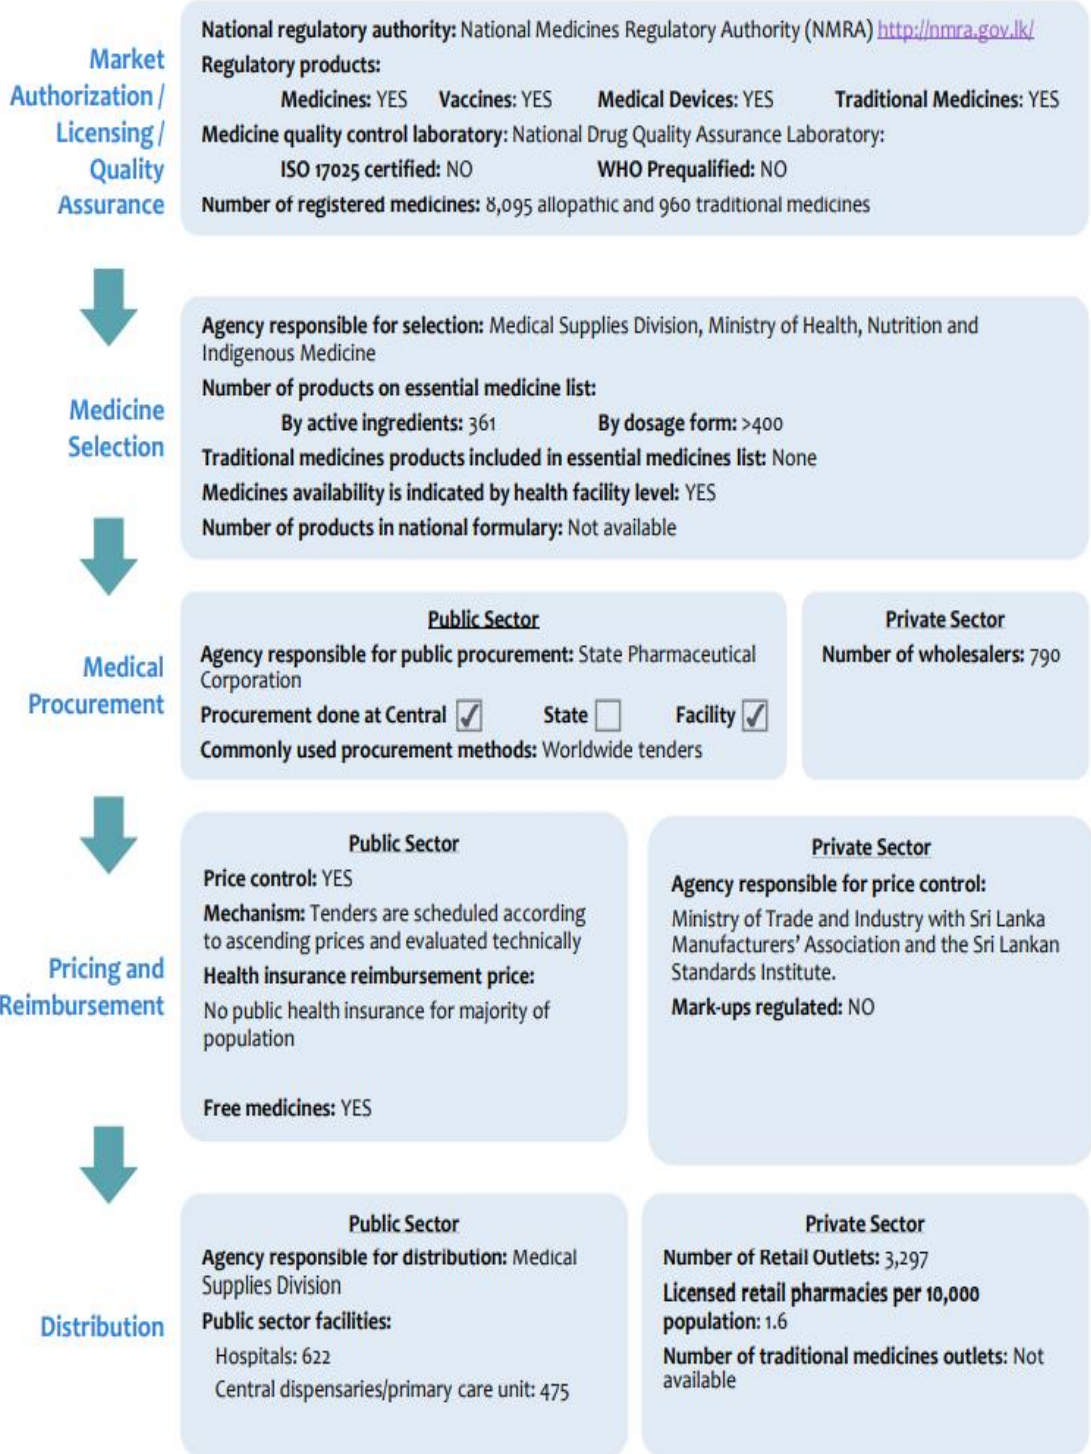 Market
Authorization /
Licensing /
Quality
Assurance
National regulatory authority: National Medicines Regulatory Authority (NMRA) http://nmra.gov.lk/
Regulatory products:
Medicines: YES Vaccines: YES Medical Devices: YES Traditional Medicines: YES
Medicine quality control laboratory: National Drug Quality Assurance Laboratory:
ISO 17025 certified: NO WHO Prequalified: NO
Number of registered medicines: 8,095 allopathic and 960 traditional medicines
Medicine
Selection
Agency responsible for selection: Medical Supplies Division, Ministry of Health, Nutrition and
Indigenous Medicine
Number of products on essential medicine list:
By active ingredients: 361 By dosage form: >400
Traditional medicines products included in essential medicines list: None
Medicines availability is indicated by health facility level: YES
Number of products in national formulary: Not available
Medical
Procurement
Public Sector
Agency responsible for public procurement: State Pharmaceutical
Corporation
Procurement done at Central ✓ State Facility ✓
Commonly used procurement methods: Worldwide tenders
Private Sector
Number of wholesalers: 790
Pricing and
Reimbursement
Public Sector
Price control: YES
Mechanism: Tenders are scheduled according
to ascending prices and evaluated technically
Health insurance reimbursement price:
No public health insurance for majority of
population
Free medicines: YES
Private Sector
Agency responsible for price control:
Ministry of Trade and Industry with Sri Lanka
Manufacturers' Association and the Sri Lankan
Standards Institute.
Mark-ups regulated: NO
Distribution
Public Sector
Agency responsible for distribution: Medical
Supplies Division
Public sector facilities:
Hospitals: 622
Central dispensaries/primary care unit: 475
Private Sector
Number of Retail Outlets: 3,297
Licensed retail pharmacies per 10,000
population: 1.6
Number of traditional medicines outlets: Not
available